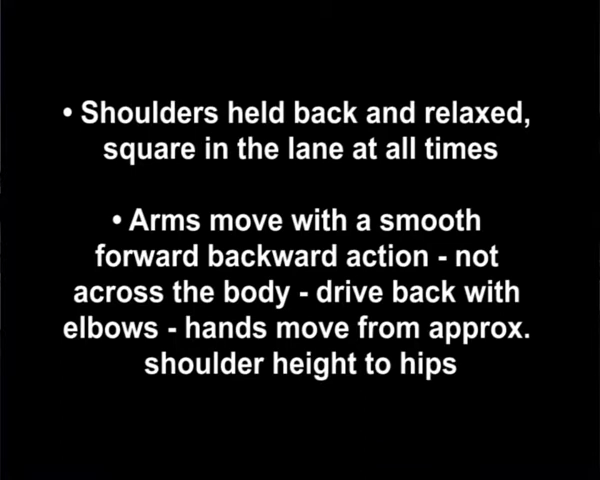 • Shoulders held back and relaxed,
square in the lane at all times
• Arms move with a smooth
forward backward action - not
across the body - drive back with
elbows - hands move from approx.
shoulder height to hips